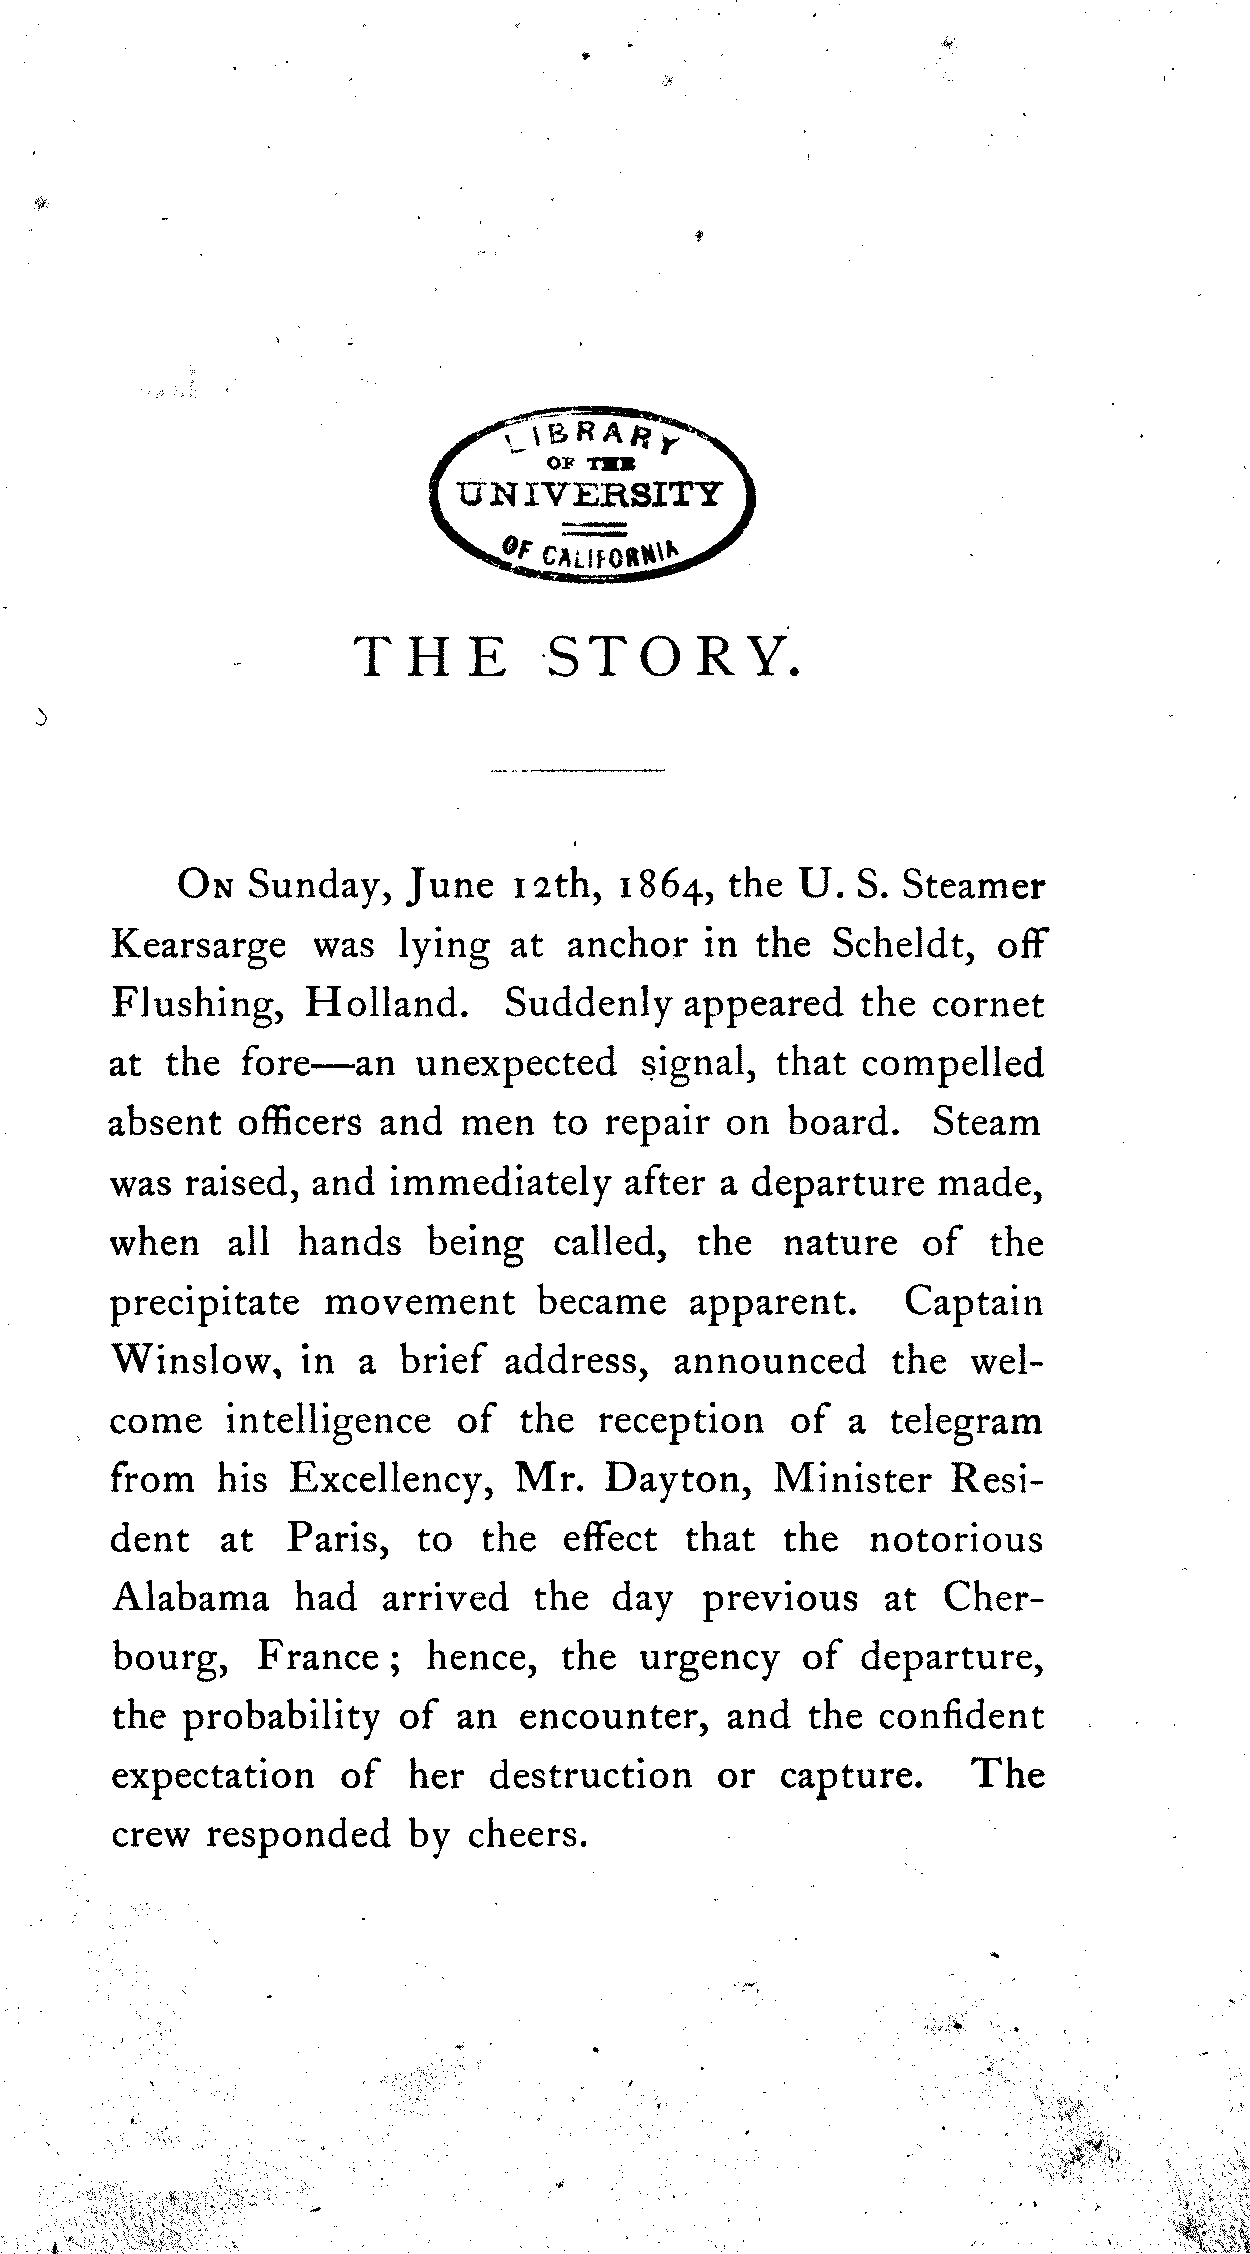 LIBRARY
OF THE
UNIVERSITY
OF CALIFORNIA
THE STORY.
ON Sunday, June 12th, 1864, the U. S. Steamer
Kearsarge was lying at anchor in the Scheldt, off
Flushing, Holland. Suddenly appeared the cornet
at the fore—an unexpected signal, that compelled
absent officers and men to repair on board. Steam
was raised, and immediately after a departure made,
when all hands being called, the nature of the
precipitate movement became apparent. Captain
Winslow, in a brief address, announced the wel-
come intelligence of the reception of a telegram
from his Excellency, Mr. Dayton, Minister Resi-
dent at Paris, to the effect that the notorious
Alabama had arrived the day previous at Cher-
bourg, France ; hence, the urgency of departure,
the probability of an encounter, and the confident
expectation of her destruction or capture. The
crew responded by cheers.